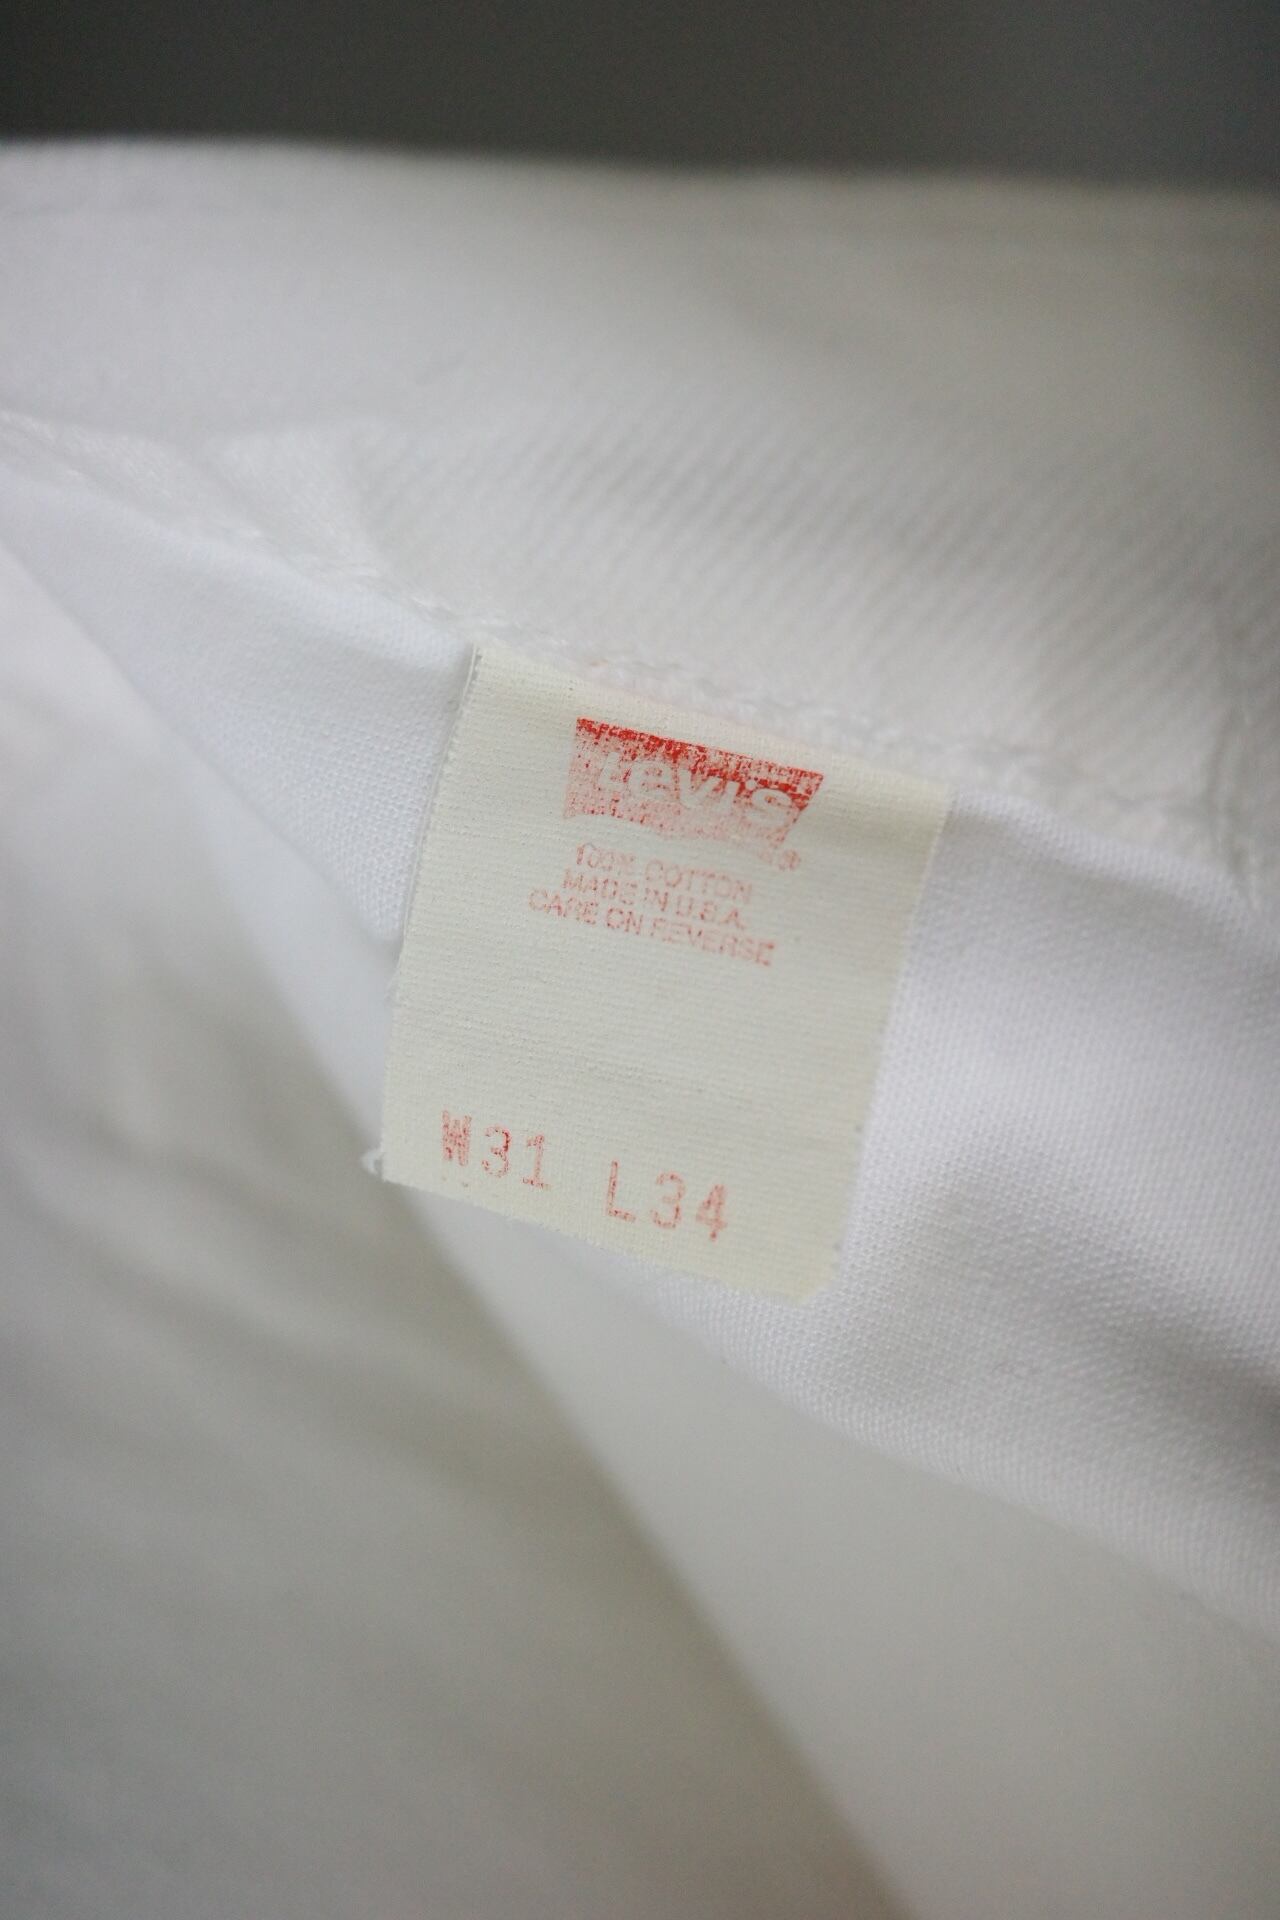 Levi's®
100% COTTON
MADE IN U.S.A.
CARE ON REVERSE
W31 L34